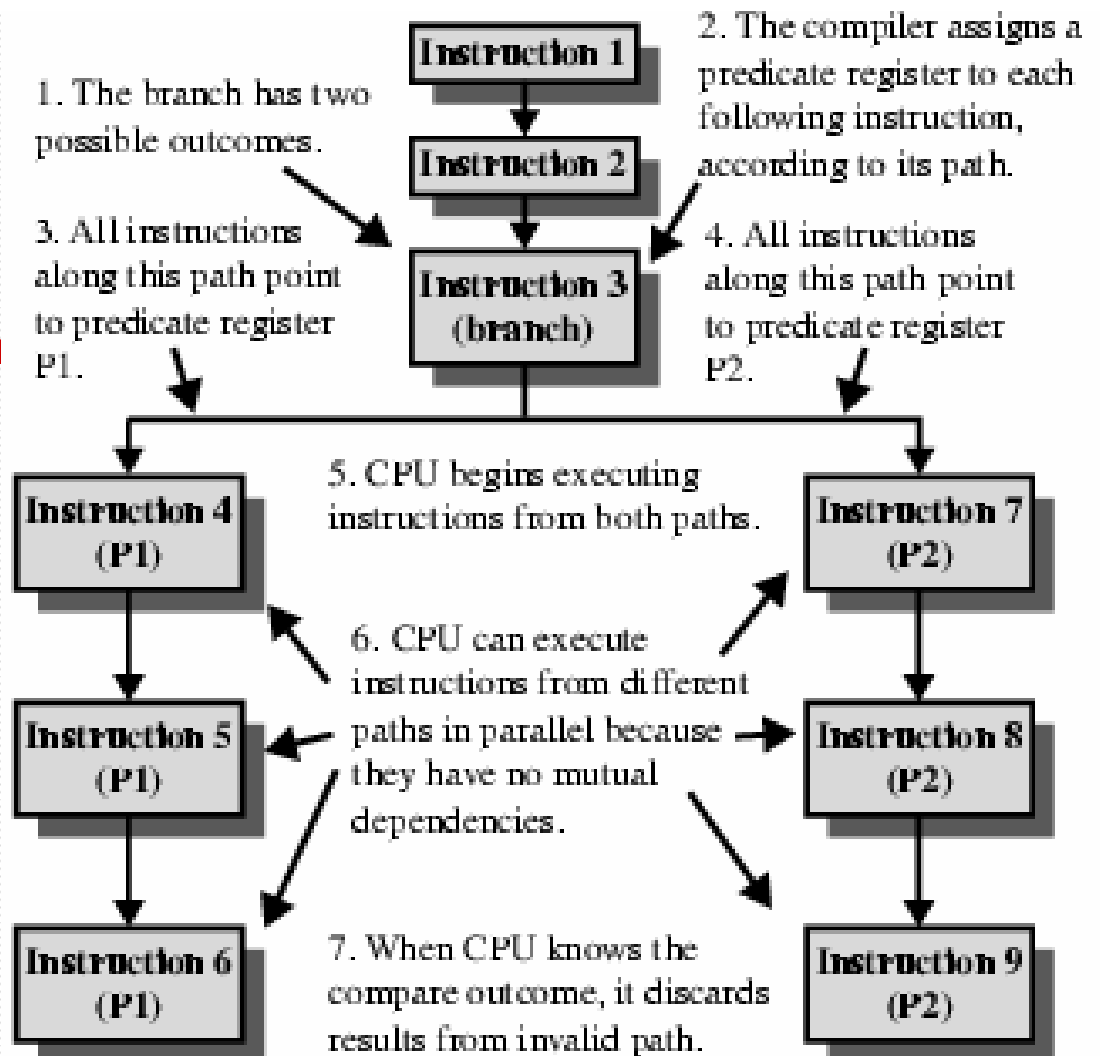 Instruction 1
2. The compiler assigns a
predicate register to each
following instruction,
according to its path.
1. The branch has two
possible outcomes.
Instruction 2
3. All instructions
along this path point
to predicate register
P1.
Instruction 3
(branch)
4. All instructions
along this path point
to predicate register
P2.
Instruction 4
(P1)
5. CPU begins executing
instructions from both paths.
Instruction 7
(P2)
6. CPU can execute
instructions from different
paths in parallel because
they have no mutual
dependencies.
Instruction 5
(P1)
Instruction 8
(P2)
Instruction 6
(P1)
7. When CPU knows the
compare outcome, it discards
results from invalid path.
Instruction 9
(P2)